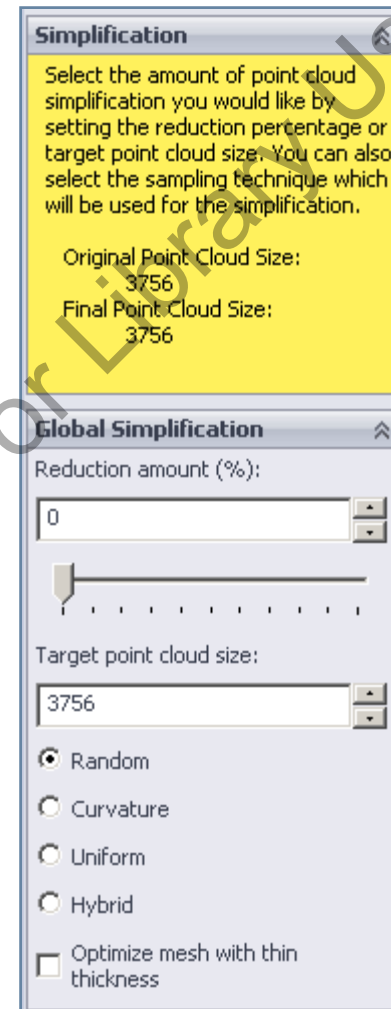 Simplification
Select the amount of point cloud
simplification you would like by
setting the reduction percentage or
target point cloud size. You can also
select the sampling technique which
will be used for the simplification.
Original Point Cloud Size:
3756
Final Point Cloud Size:
3756
Global Simplification
Reduction amount (%):
0
Target point cloud size:
3756
Random
Curvature
Uniform
Hybrid
Optimize mesh with thin
thickness
or Library Us